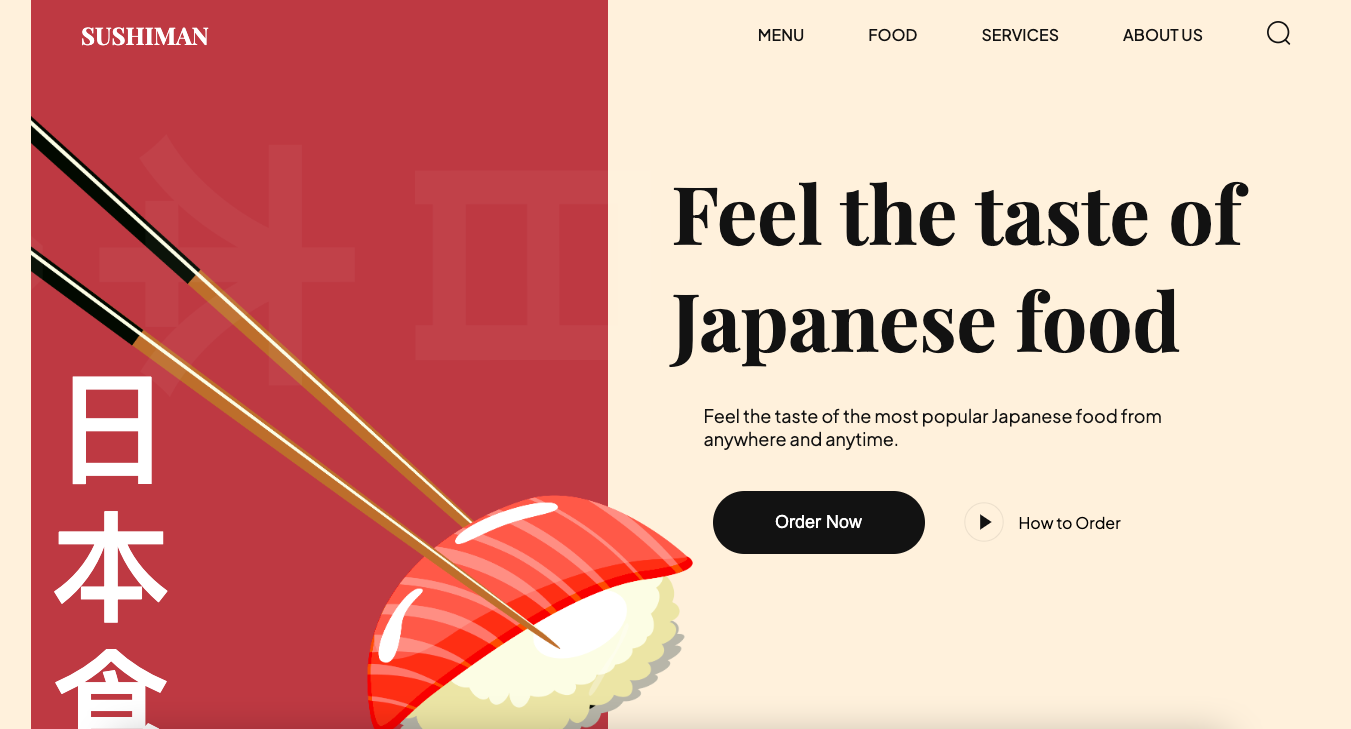 SUSHIMAN
MENU
FOOD
SERVICES
ABOUT US
Feel the taste of
Japanese food
Feel the taste of the most popular Japanese food from
anywhere and anytime.
Order Now
How to Order
日
本
食